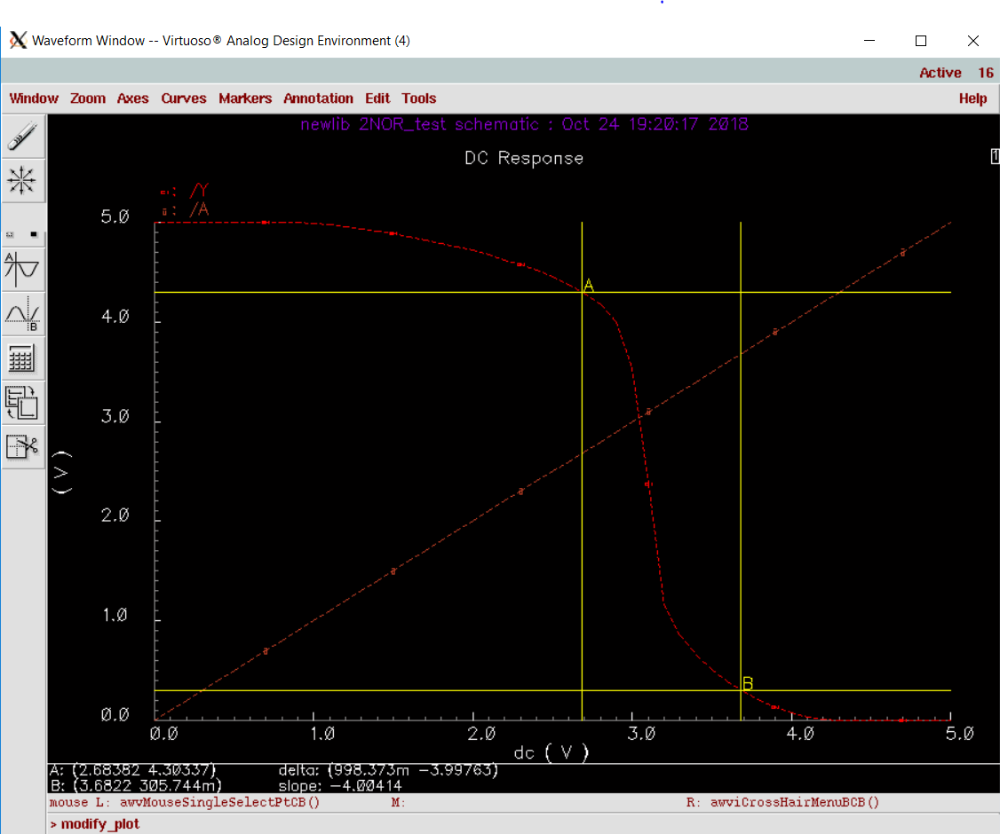 Waveform Window -- Virtuoso® Analog Design Environment (4)
Active 16
Window Zoom Axes Curves Markers Annotation Edit Tools Help
newlib 2NOR_test schematic : Oct 24 19:20:17 2018
DC Response
1
: /Y
: /A
5.0
4.0
3.0
2.0
1.0
0.0
( V )
A
B
0.0 1.0 2.0 3.0 4.0 5.0
dc ( V )
A: (2.68382 4.30337) delta: (998.373m -3.99763)
B: (3.6822 305.744m) slope: -4.00414
mouse L: awvMouseSingleSelectPtCB() M: R: awviCrossHairMenuBCB()
> modify_plot